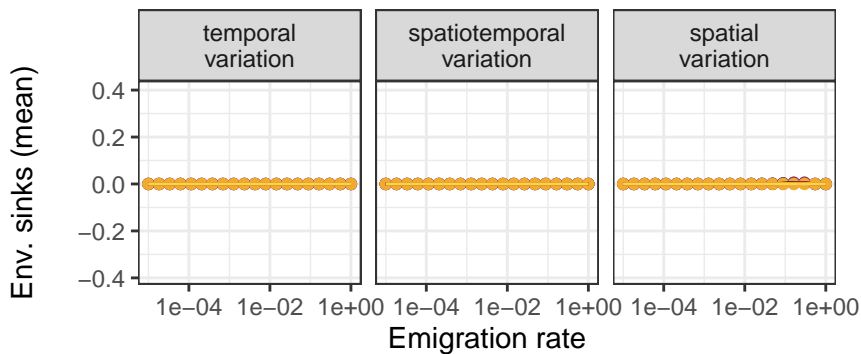 temporal
variation
spatiotemporal
variation
spatial
variation
Env. sinks (mean)
0.4
0.2
0.0
−0.2
−0.4
1e−04 1e−02 1e+00 1e−04 1e−02 1e+00 1e−04 1e−02 1e+00
Emigration rate